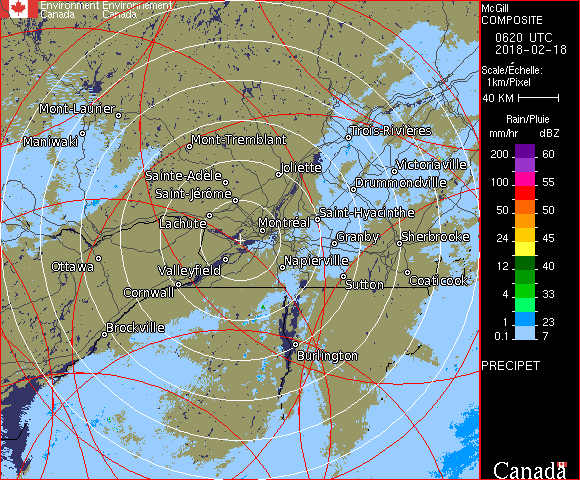 Environment Environnement
Canada Canada
McGill
COMPOSITE
0620 UTC
2018-02-18
Scale/Échelle:
1km/Pixel
40 KM
Rain/Pluie
mm/hr dBZ
200 60
100 55
50 50
24 45
12 40
4 33
1 23
0.1 7
PRECIPET
Canada
Mont-Laurier
Maniwaki
Mont-Tremblant
Trois-Rivières
Sainte-Adèle
Joliette
Victoriaville
Saint-Jérôme
Drummondville
Lachute
Montréal
Saint-Hyacinthe
Granby
Sherbrooke
Ottawa
Valleyfield
Napierville
Cornwall
Sutton
Coaticook
Brockville
Burlington